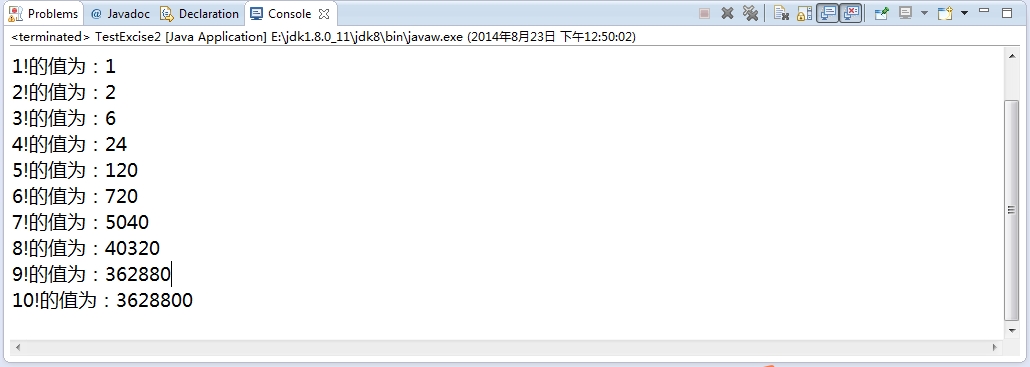 Problems @ Javadoc Declaration Console
<terminated> TestExcise2 [Java Application] E:\jdk1.8.0_11\jdk8\bin\javaw.exe (2014年8月23日 下午12:50:02)
1!的值为：1
2!的值为：2
3!的值为：6
4!的值为：24
5!的值为：120
6!的值为：720
7!的值为：5040
8!的值为：40320
9!的值为：362880
10!的值为：3628800